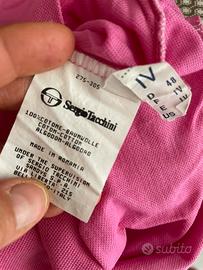 275-305
Sergio Tacchini
100%COTONE-BAUMWOLLE
COTON-COTTON
ALGODON-ALGODAO
MADE IN ROMANIA
UNDER THE SUPERVISION
OF SERGIO TACCHINI
IV
48
D
F
E
US
subito